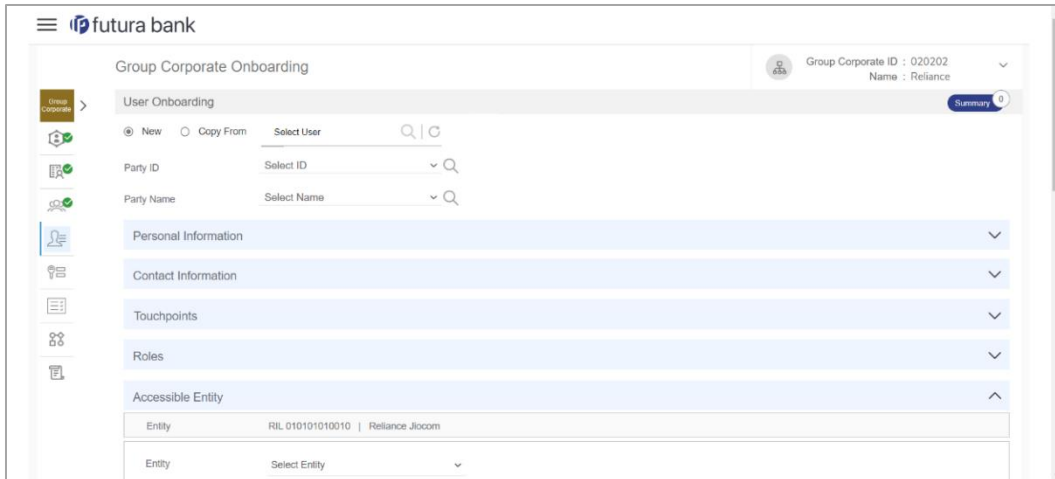 futura bank
Group Corporate Onboarding
Group Corporate ID : 020202
Name : Reliance
Group Corporate
User Onboarding
Summary 0
New Copy From Select User
Party ID Select ID
Party Name Select Name
Personal Information
Contact Information
Touchpoints
Roles
Accessible Entity
Entity RIL 010101010010 | Reliance Jiocom
Entity Select Entity